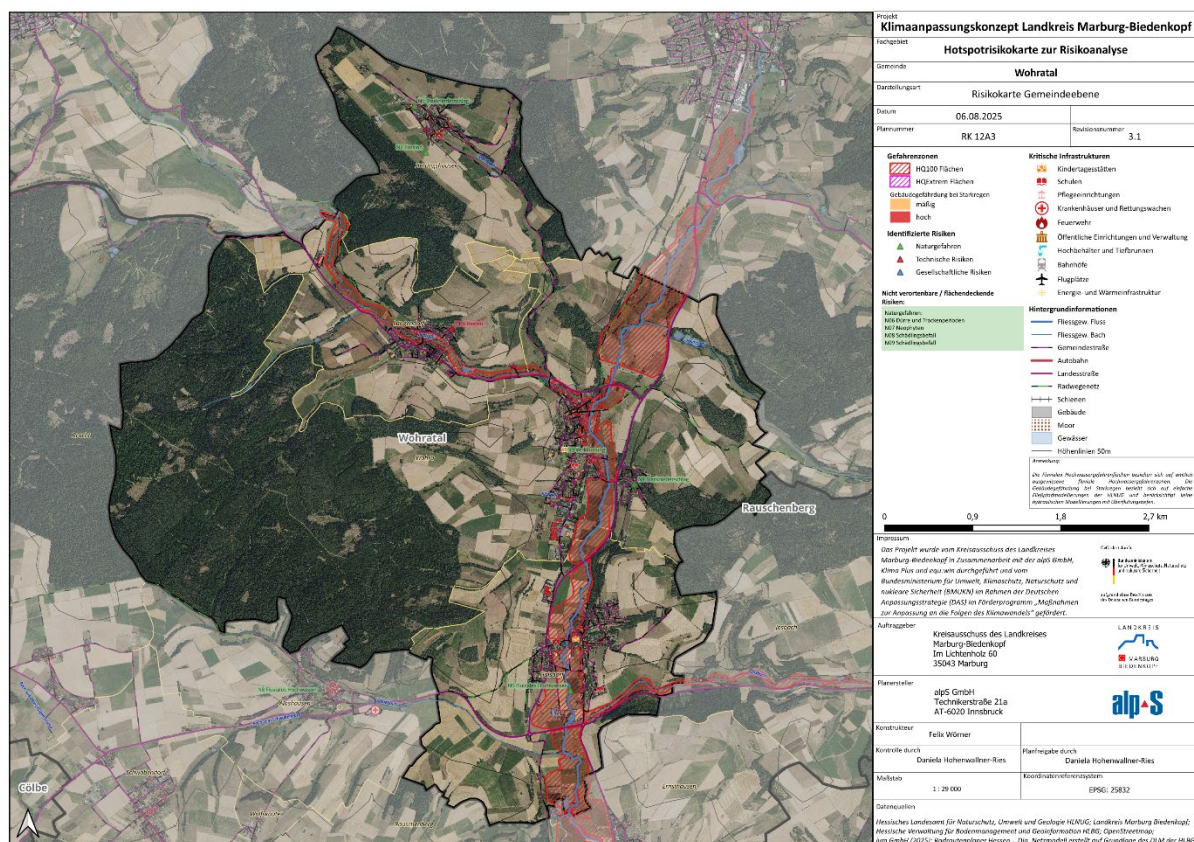 Projekt
Klimaanpassungskonzept Landkreis Marburg-Biedenkopf
Fachgebiet
Hotspotrisikokarte zur Risikoanalyse
Gemeinde
Wohratal
Darstellungsart
Risikokarte Gemeindeebene
Datum
06.08.2025
Plannummer
RK 12A3
Revisionsnummer
3.1
Gefahrenzonen
HQ100 Flächen
HQExtrem Flächen
Gebäudegefährdung bei Starkregen
mäßig
hoch
Identifizierte Risiken
Naturgefahren
Technische Risiken
Gesellschaftliche Risiken
Nicht verortenbare / flächendeckende
Risiken:
Naturgefahren:
N06 Dürre und Trockenperioden
N07 Neophyten
N08 Schädlingsbefall
N09 Schädlingsbefall
Kritische Infrastrukturen
Kindertagesstätten
Schulen
Pflegeeinrichtungen
Krankenhäuser und Rettungswachen
Feuerwehr
Öffentliche Einrichtungen und Verwaltung
Hochbehälter und Tiefbrunnen
Bahnhöfe
Flugplätze
Energie- und Wärmeinfrastruktur
Hintergrundinformationen
Fliessgew. Fluss
Fliessgew. Bach
Gemeindestraße
Autobahn
Landesstraße
Radwegenetz
Schienen
Gebäude
Moor
Gewässer
Höhenlinien 50m
Anmerkung:
0 0,9 1,8 2,7 km
Impressum
Das Projekt wurde vom Kreisausschuss des Landkreises
Marburg-Biedenkopf in Zusammenarbeit mit der alpS GmbH,
Klima Plus und equ:win durchgeführt und vom
Bundesministerium für Umwelt, Klimaschutz, Naturschutz und
nukleare Sicherheit (BMUKN) im Rahmen der Deutschen
Anpassungsstrategie (DAS) im Förderprogramm „Maßnahmen
zur Anpassung an die Folgen des Klimawandels" gefördert.
Auftraggeber
Kreisausschuss des Landkreises
Marburg-Biedenkopf
Im Lichtenholz 60
35043 Marburg
LANDKREIS
MARBURG
BIEDENKOPF
Planersteller
alpS GmbH
Technikerstraße 21a
AT-6020 Innsbruck
alpS
Konstrukteur
Felix Wörner
Kontrolle durch
Daniela Hohenwallner-Ries
Planfreigabe durch
Daniela Hohenwallner-Ries
Maßstab
1 : 29 000
Koordinatenreferenzsystem
EPSG: 25832
Datenquellen
Hessisches Landesamt für Naturschutz, Umwelt und Geologie HLNUG; Landkreis Marburg Biedenkopf;
Hessische Verwaltung für Bodenmanagement und Geoinformation HLBG; OpenStreetmap;
Wohratal
Rauschenberg
Cölbe